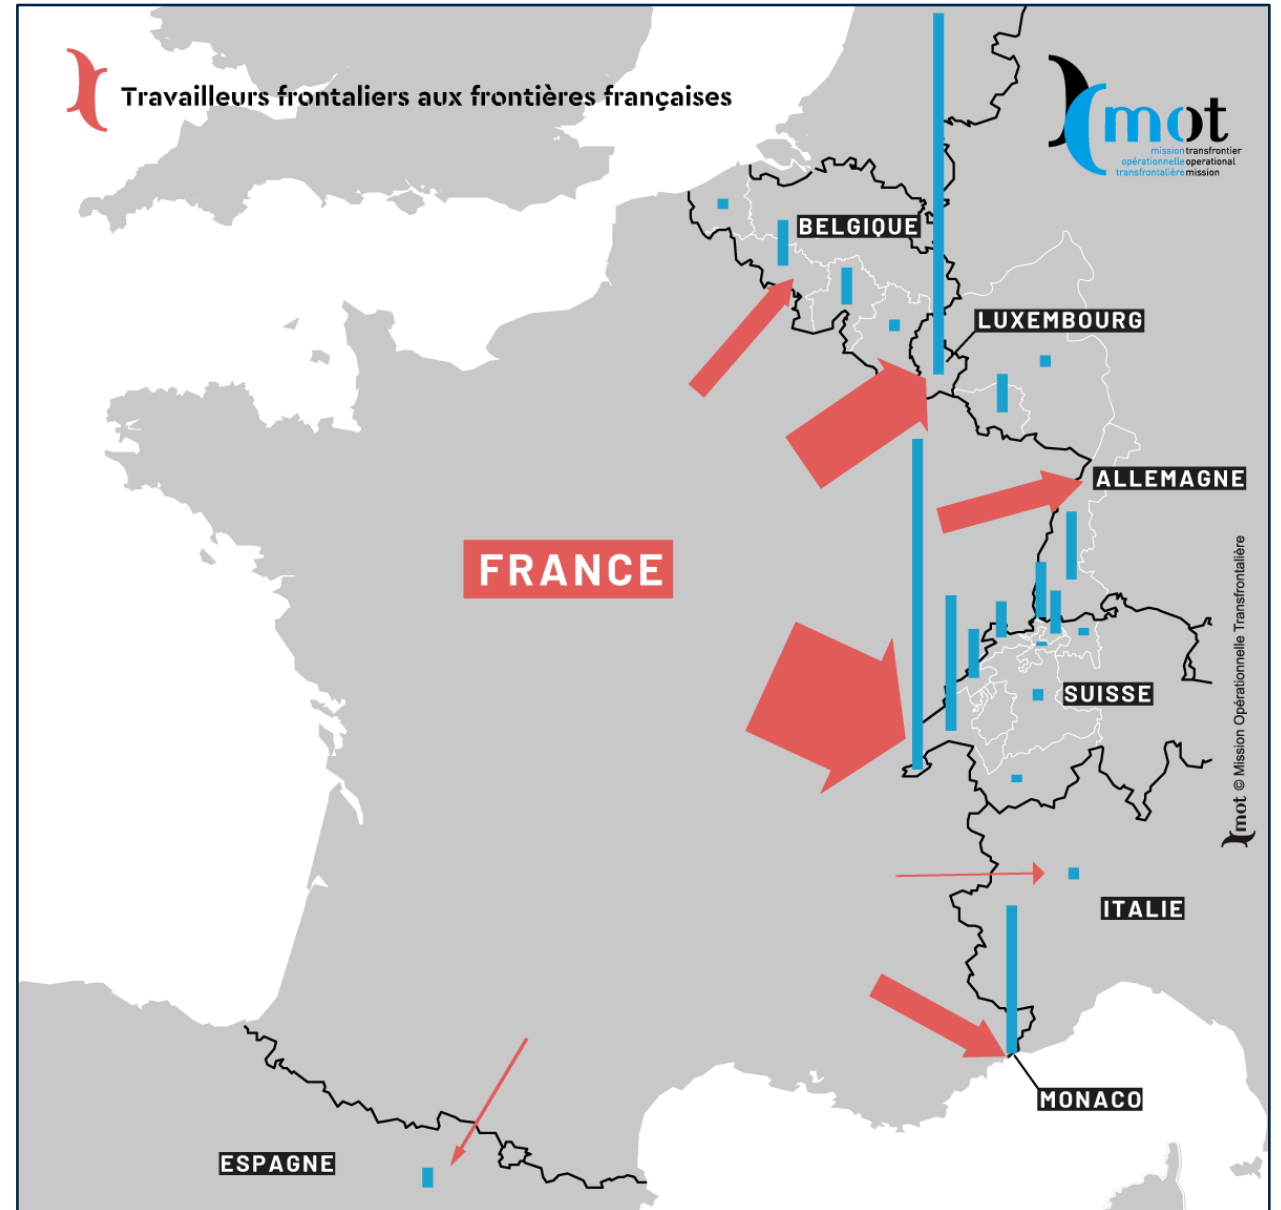 Travailleurs frontaliers aux frontières françaises
mot
mission transfrontier
opérationnelle operational
transfrontalière mission
BELGIQUE
LUXEMBOURG
ALLEMAGNE
FRANCE
SUISSE
ITALIE
MONACO
ESPAGNE
mot © Mission Opérationnelle Transfrontalière